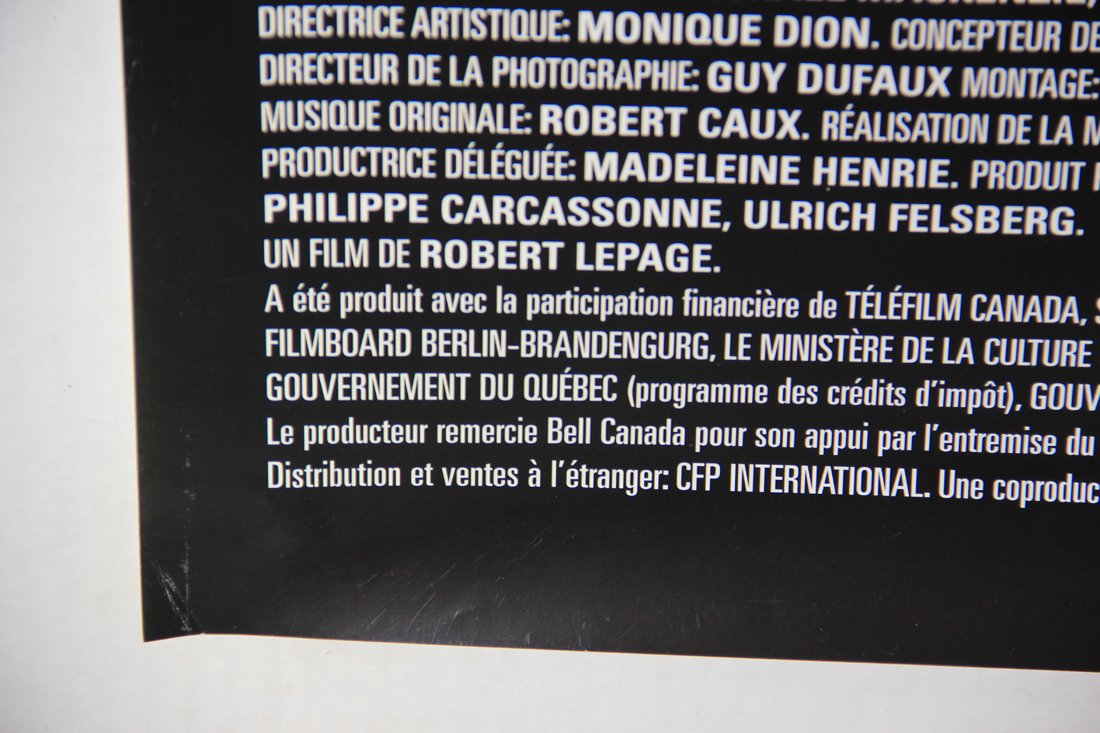 DIRECTRICE ARTISTIQUE: MONIQUE DION. CONCEPTEUR DE
DIRECTEUR DE LA PHOTOGRAPHIE: GUY DUFAUX MONTAGE:
MUSIQUE ORIGINALE: ROBERT CAUX. RÉALISATION DE LA M
PRODUCTRICE DÉLÉGUÉE: MADELEINE HENRIE. PRODUIT
PHILIPPE CARCASSONNE, ULRICH FELSBERG.
UN FILM DE ROBERT LEPAGE.
A été produit avec la participation financière de TÉLÉFILM CANADA, S
FILMBOARD BERLIN-BRANDENGURG, LE MINISTÈRE DE LA CULTURE
GOUVERNEMENT DU QUÉBEC (programme des crédits d'impôt), GOUV
Le producteur remercie Bell Canada pour son appui par l'entremise du
Distribution et ventes à l'étranger: CFP INTERNATIONAL. Une coproduc